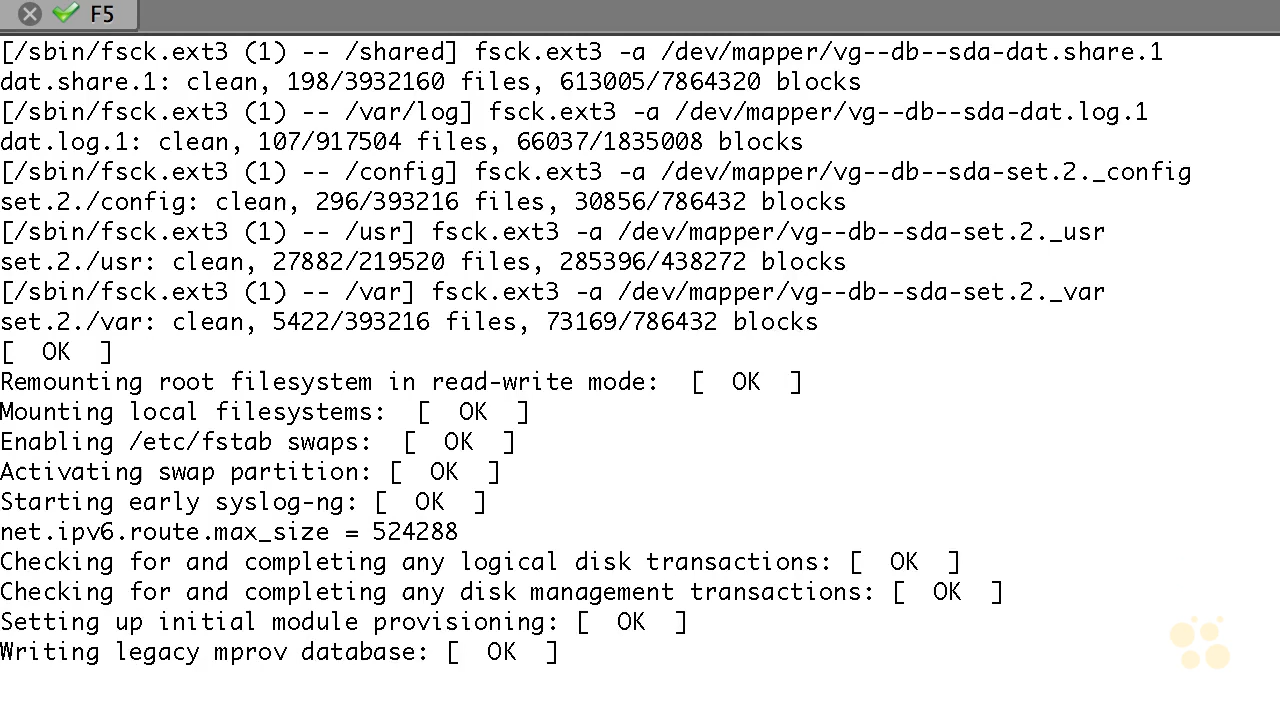 F5
[/sbin/fsck.ext3 (1) -- /shared] fsck.ext3 -a /dev/mapper/vg--db--sda-dat.share.1
dat.share.1: clean, 198/3932160 files, 613005/7864320 blocks
[/sbin/fsck.ext3 (1) -- /var/log] fsck.ext3 -a /dev/mapper/vg--db--sda-dat.log.1
dat.log.1: clean, 107/917504 files, 66037/1835008 blocks
[/sbin/fsck.ext3 (1) -- /config] fsck.ext3 -a /dev/mapper/vg--db--sda-set.2._config
set.2./config: clean, 296/393216 files, 30856/786432 blocks
[/sbin/fsck.ext3 (1) -- /usr] fsck.ext3 -a /dev/mapper/vg--db--sda-set.2._usr
set.2./usr: clean, 27882/219520 files, 285396/438272 blocks
[/sbin/fsck.ext3 (1) -- /var] fsck.ext3 -a /dev/mapper/vg--db--sda-set.2._var
set.2./var: clean, 5422/393216 files, 73169/786432 blocks
[  OK  ]
Remounting root filesystem in read-write mode:  [  OK  ]
Mounting local filesystems:  [  OK  ]
Enabling /etc/fstab swaps:  [  OK  ]
Activating swap partition: [  OK  ]
Starting early syslog-ng: [  OK  ]
net.ipv6.route.max_size = 524288
Checking for and completing any logical disk transactions: [  OK  ]
Checking for and completing any disk management transactions: [  OK  ]
Setting up initial module provisioning: [  OK  ]
Writing legacy mprov database: [  OK  ]